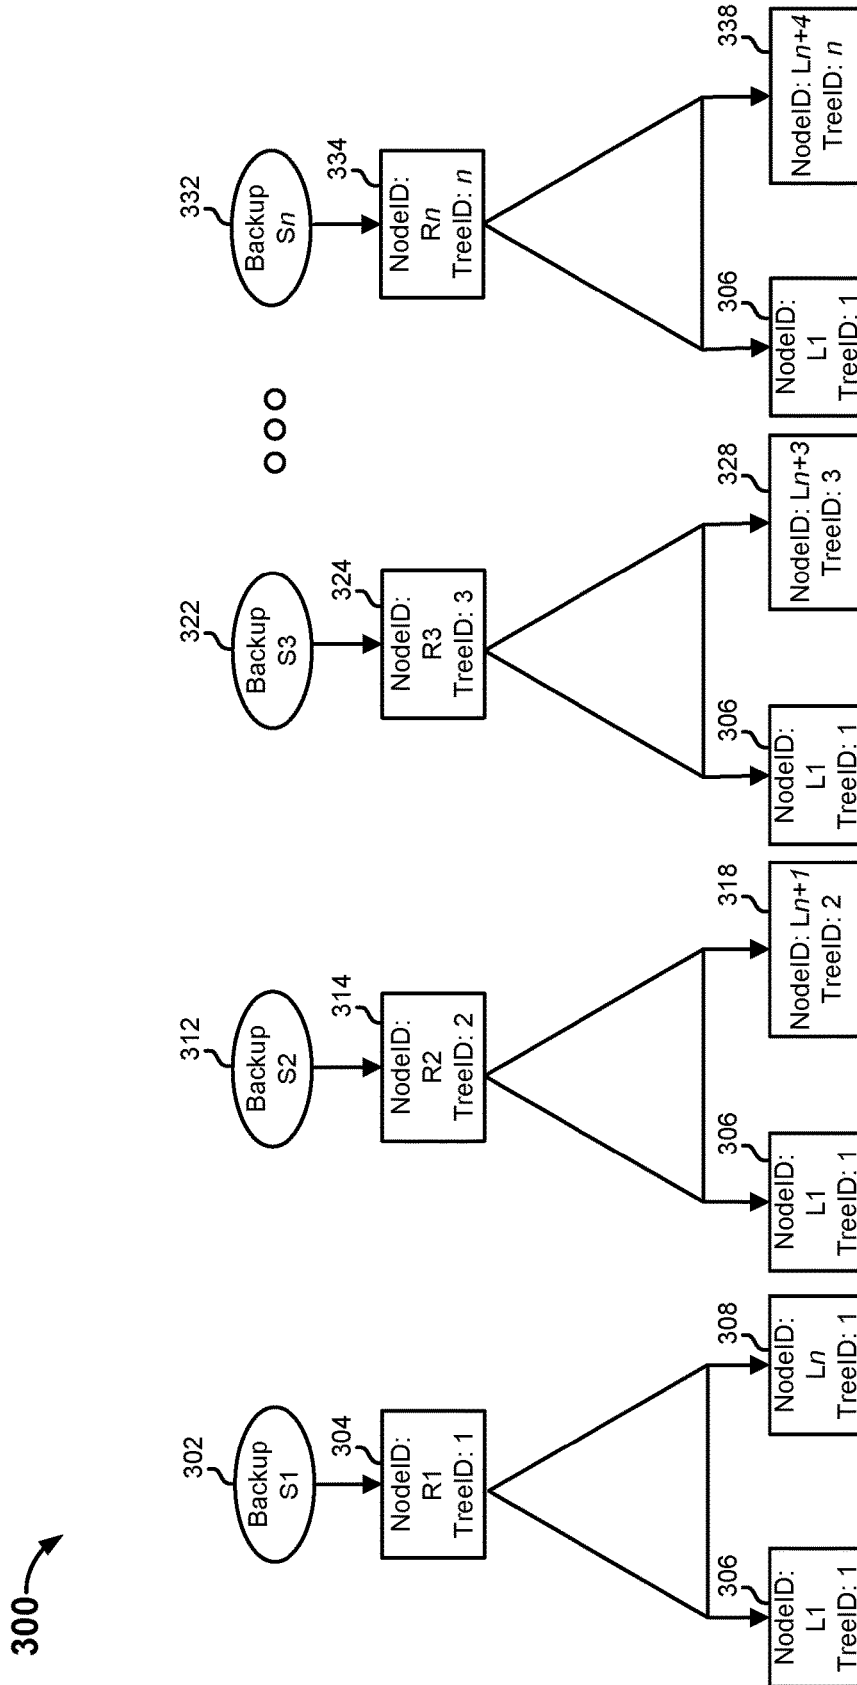 300
302
Backup
S1
304
NodeID:
R1
TreeID: 1
306
NodeID:
L1
TreeID: 1
308
NodeID:
Ln
TreeID: 1
312
Backup
S2
314
NodeID:
R2
TreeID: 2
306
NodeID:
L1
TreeID: 1
318
NodeID: Ln+1
TreeID: 2
322
Backup
S3
324
NodeID:
R3
TreeID: 3
306
NodeID:
L1
TreeID: 1
328
NodeID: Ln+3
TreeID: 3
332
Backup
Sn
334
NodeID:
Rn
TreeID: n
306
NodeID:
L1
TreeID: 1
338
NodeID: Ln+4
TreeID: n